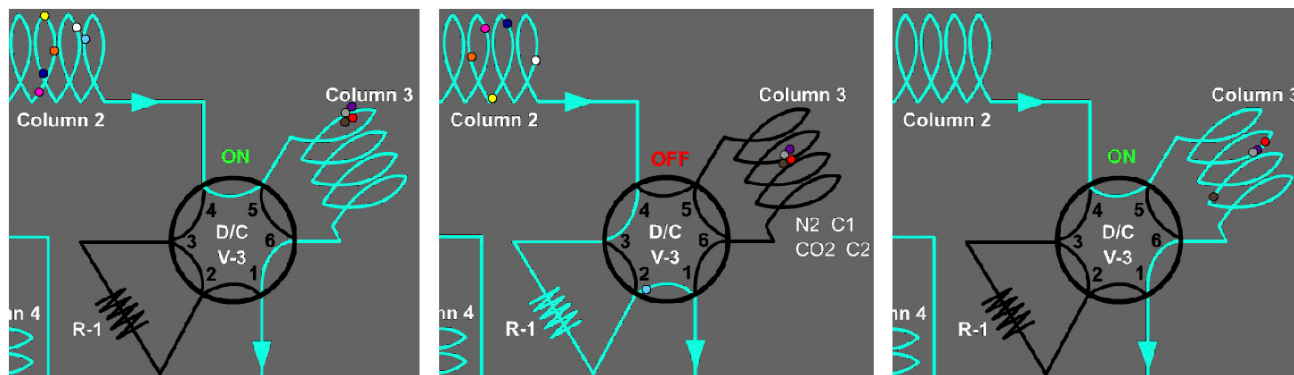 Column 3
Column 2
ON
4
5
3
D/C
6
V-3
2
1
mn 4
R-1
Column 3
Column 2
OFF
4
5
N2 C1
3
D/C
6
CO2 C2
V-3
2
1
mn 4
R-1
Column 3
Column 2
ON
4
5
3
D/C
6
V-3
2
1
mn 4
R-1